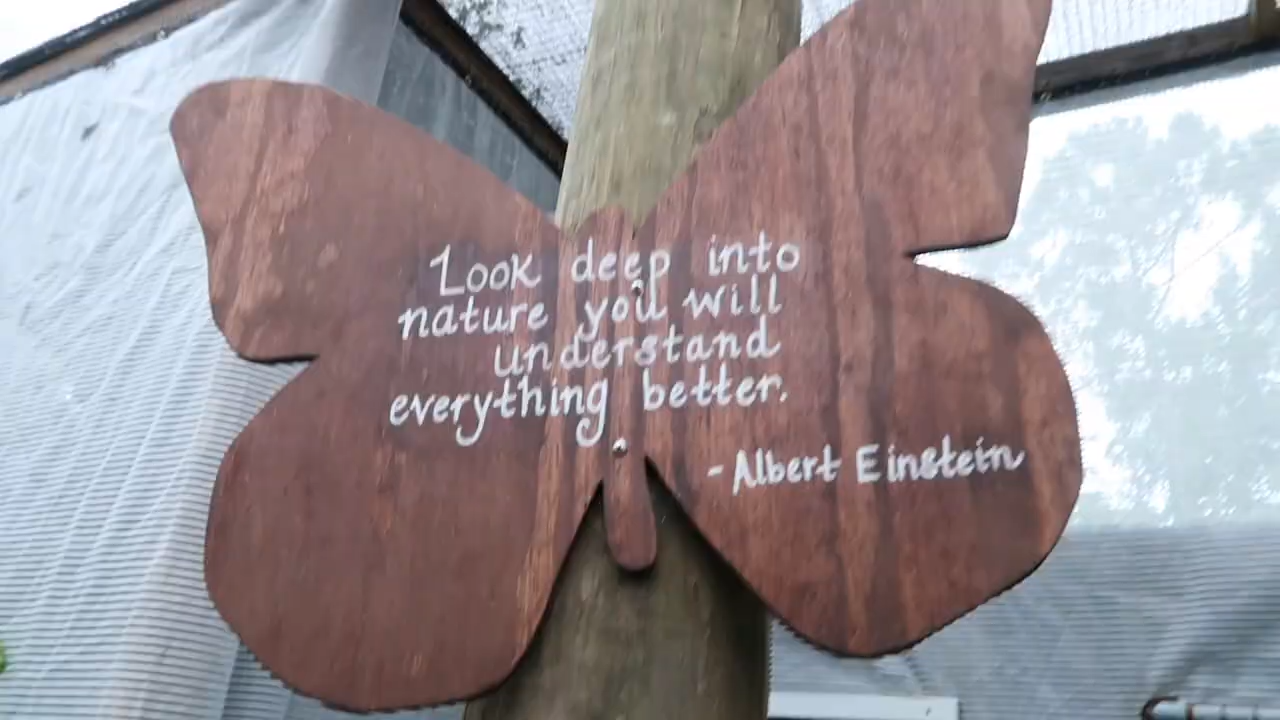 Look deep into
nature you will
understand
everything better.
- Albert Einstein